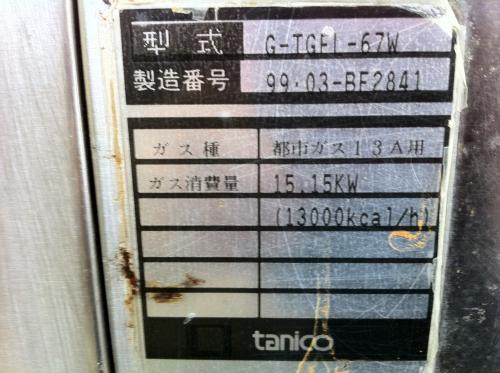 型式 G-TGFL-67W
製造番号 99.03-BF2841
ガス種 都市ガス13A用
ガス消費量 15.15KW
(13000kcal/h)
tanico